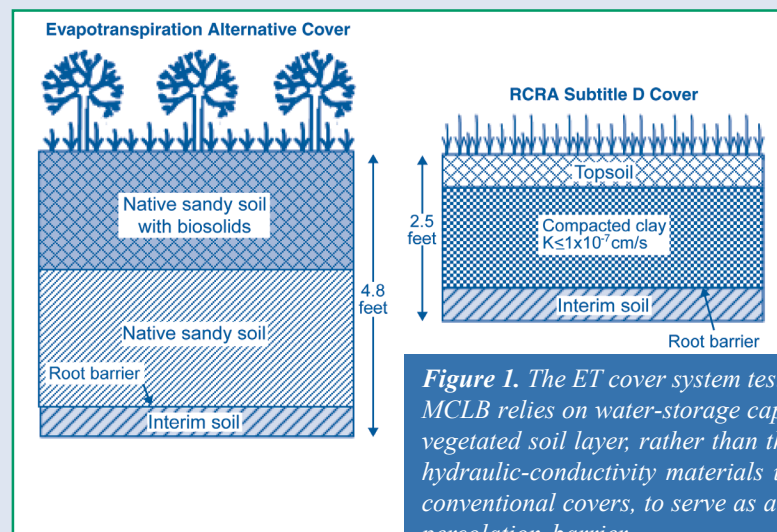 Evapotranspiration Alternative Cover
Native sandy soil
with biosolids
Native sandy soil
Root barrier
Interim soil
4.8
feet
RCRA Subtitle D Cover
Topsoil
Compacted clay
K≤1x10⁻⁷cm/s
Interim soil
2.5
feet
Root barrier
Figure 1. The ET cover system tes
MCLB relies on water-storage cap
vegetated soil layer, rather than th
hydraulic-conductivity materials
conventional covers, to serve as a
percolation barrier